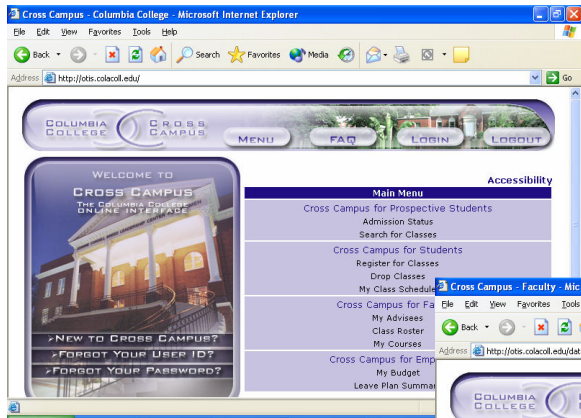 Cross Campus - Columbia College - Microsoft Internet Explorer
File Edit View Favorites Tools Help
Back Search Favorites Media
Address http://otis.colacoll.edu/ Go
COLUMBIA COLLEGE CROSS CAMPUS
MENU FAQ LOGIN LOGOUT
WELCOME TO
CROSS CAMPUS
THE COLUMBIA COLLEGE
ONLINE INTERFACE
>NEW TO CROSS CAMPUS?
>FORGOT YOUR USER ID?
>FORGOT YOUR PASSWORD?
Accessibility
Main Menu
Cross Campus for Prospective Students
Admission Status
Search for Classes
Cross Campus for Students
Register for Classes
Drop Classes
My Class Schedule
Cross Campus for Fa
My Advisees
Class Roster
My Courses
Cross Campus for Emp
My Budget
Leave Plan Summa
Cross Campus - Faculty - Mic
File Edit View Favorites Tools
Back
Address http://otis.colacoll.edu/dat
COLUMBIA
COLLEGE